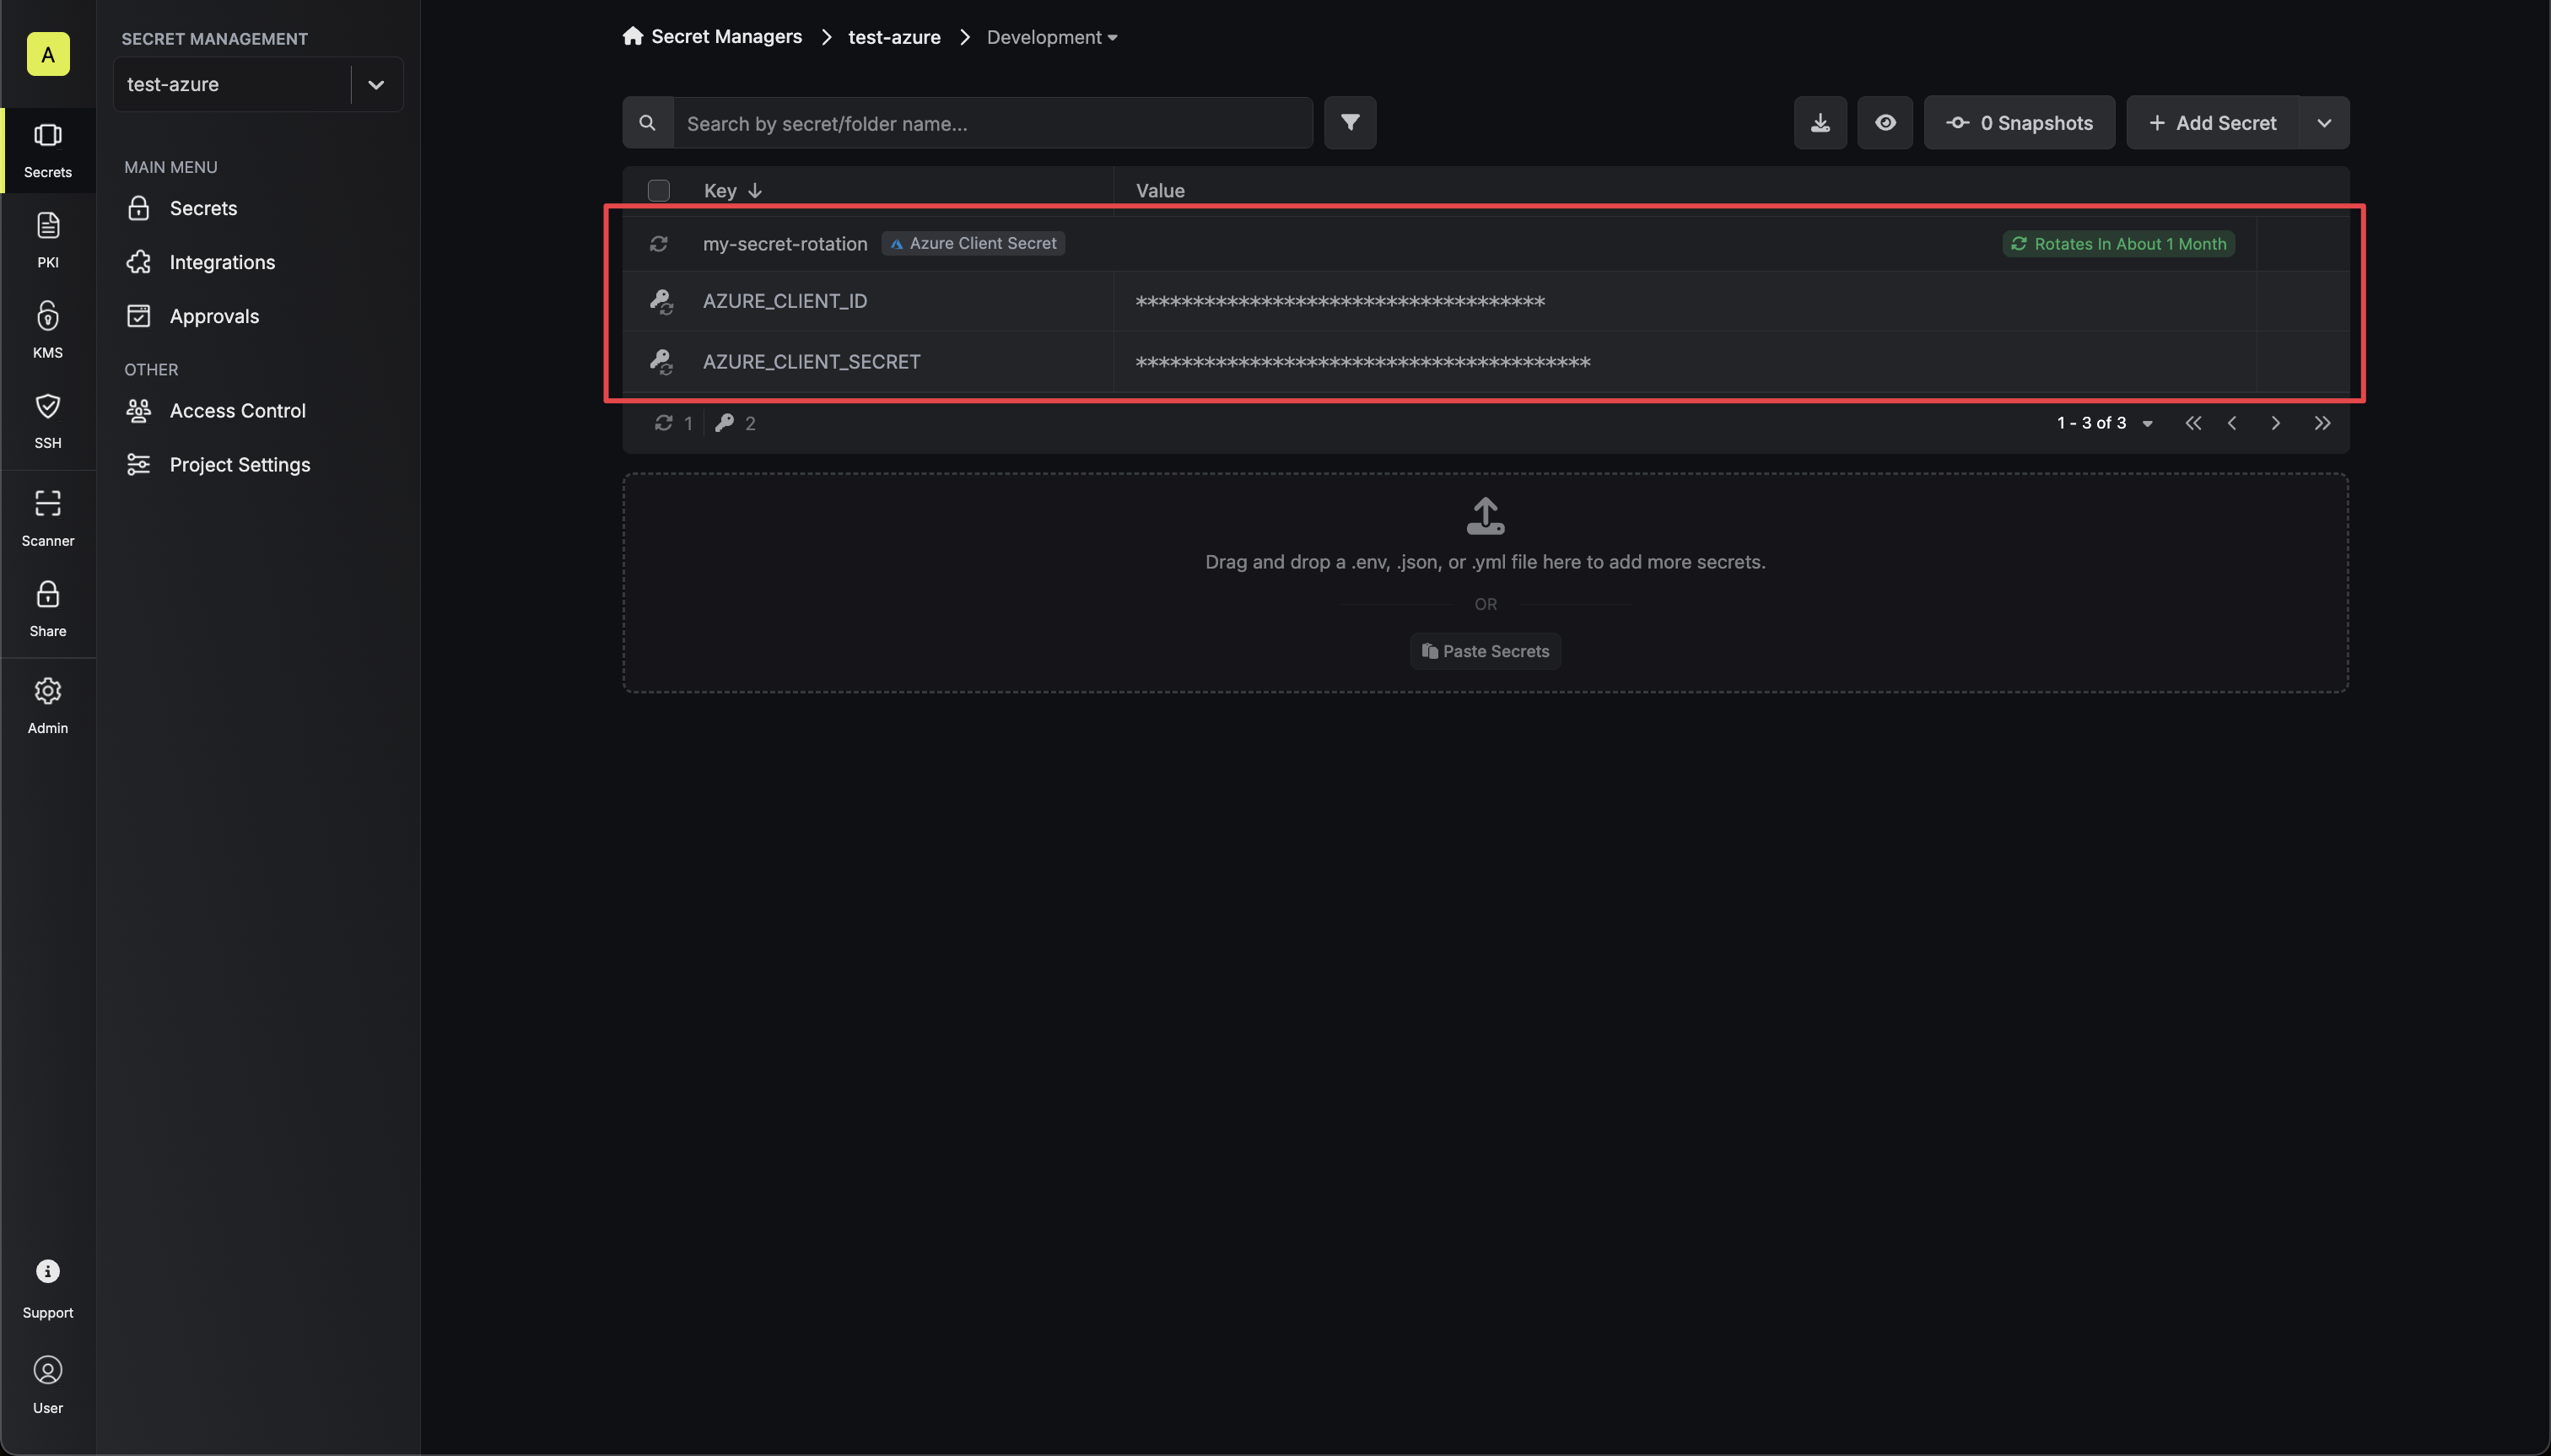 A
Secrets
PKI
KMS
SSH
Scanner
Share
Admin
Support
User
SECRET MANAGEMENT
test-azure
MAIN MENU
Secrets
Integrations
Approvals
OTHER
Access Control
Project Settings
Secret Managers test-azure Development
Search by secret/folder name...
0 Snapshots
+ Add Secret
Key Value
my-secret-rotation Azure Client Secret Rotates In About 1 Month
AZURE_CLIENT_ID ************************************
AZURE_CLIENT_SECRET ****************************************
1 2 1 - 3 of 3
Drag and drop a .env, .json, or .yml file here to add more secrets.
OR
Paste Secrets